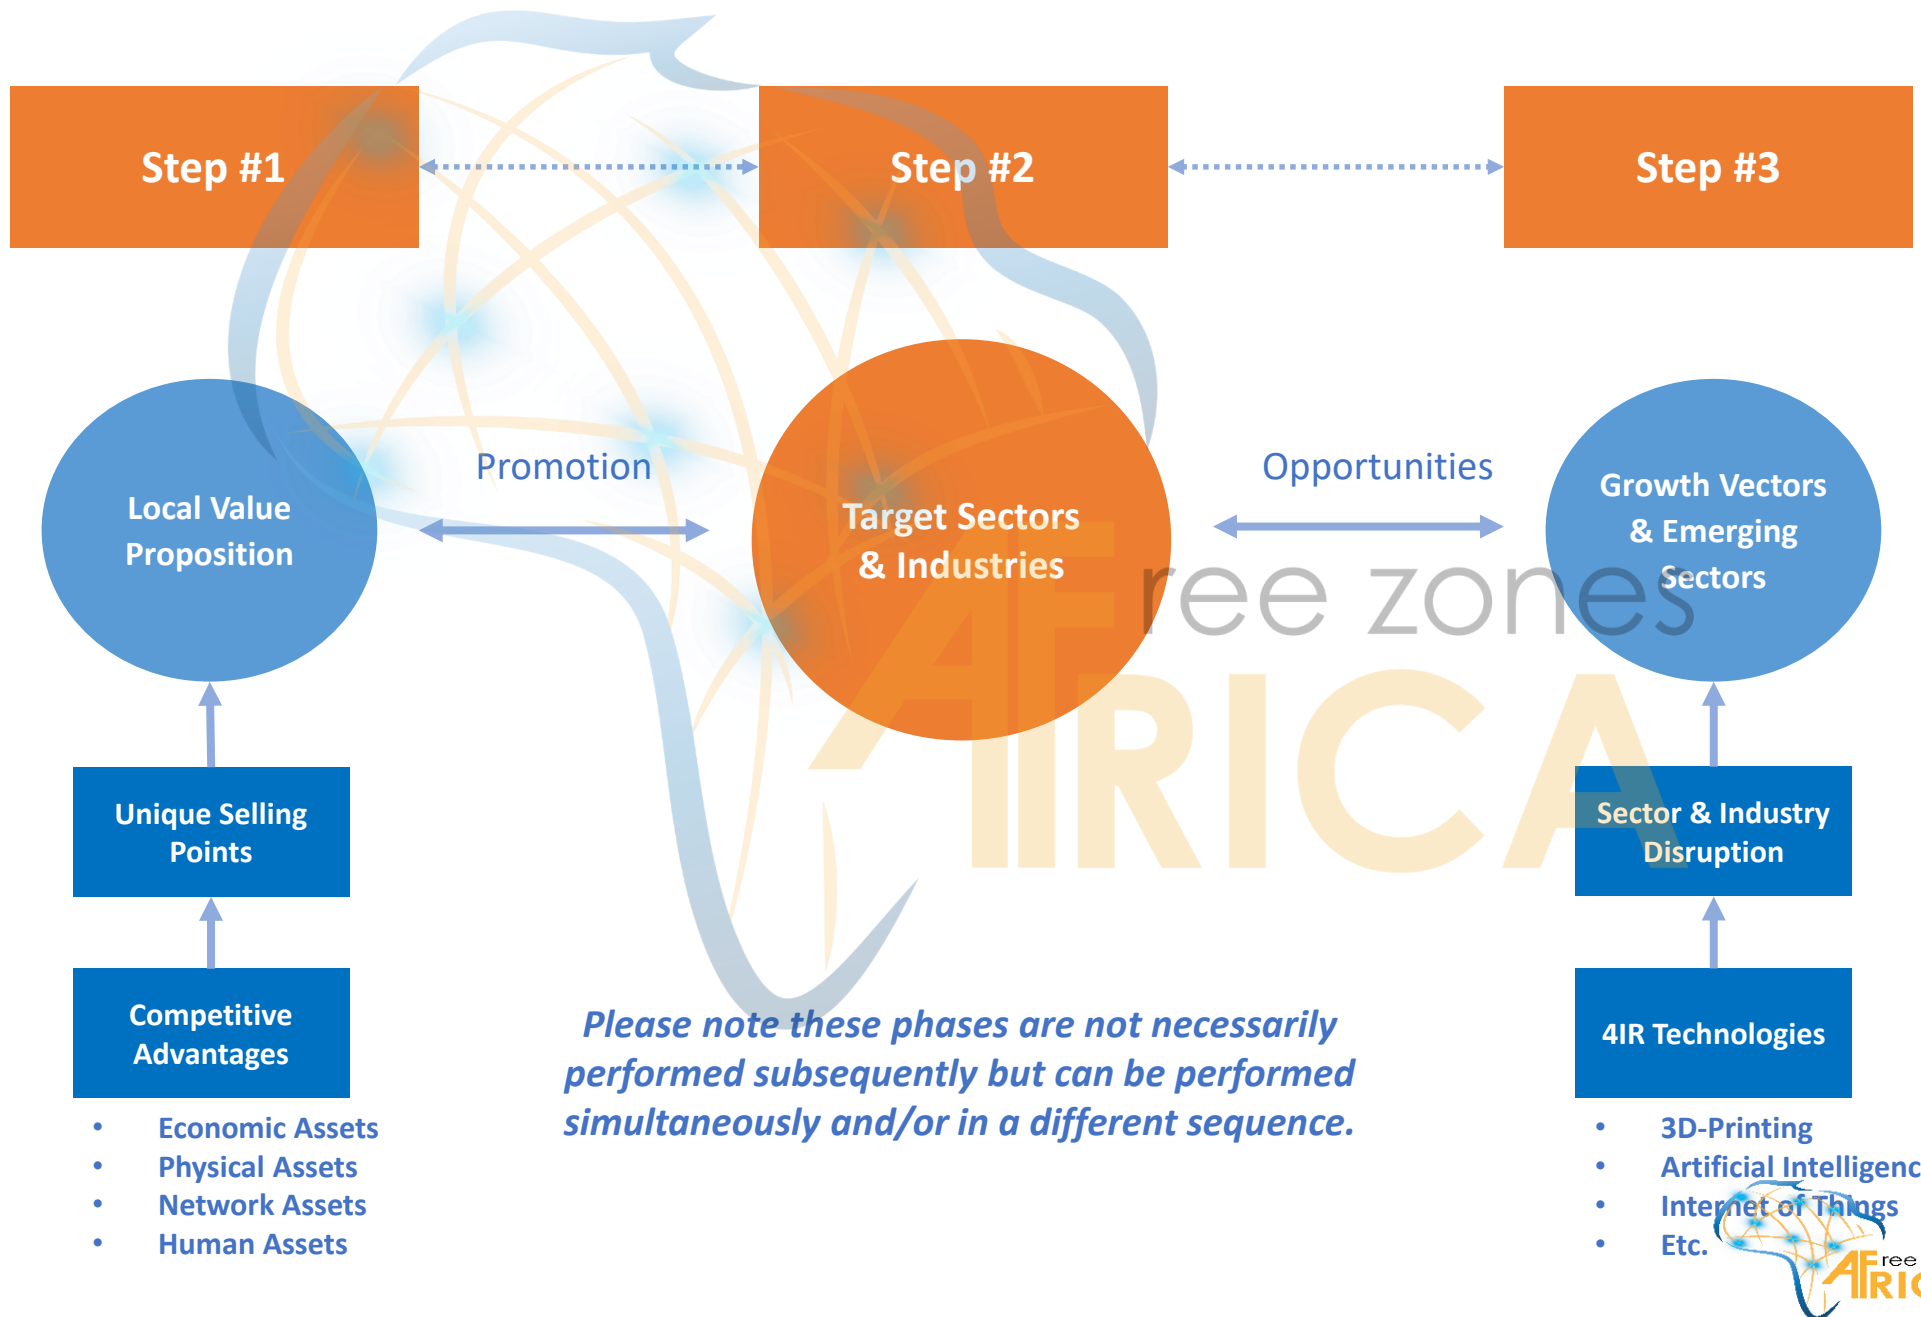 Step #1
Step #2
Step #3
Local Value
Proposition
Promotion
Target Sectors
& Industries
Opportunities
Growth Vectors
& Emerging
Sectors
ree zones
AFRICA
Unique Selling
Points
Sector & Industry
Disruption
Competitive
Advantages
4IR Technologies
Please note these phases are not necessarily
performed subsequently but can be performed
simultaneously and/or in a different sequence.
• Economic Assets
• Physical Assets
• Network Assets
• Human Assets
• 3D-Printing
• Artificial Intelligenc
• Internet of Things
• Etc.
ree
AFRIC